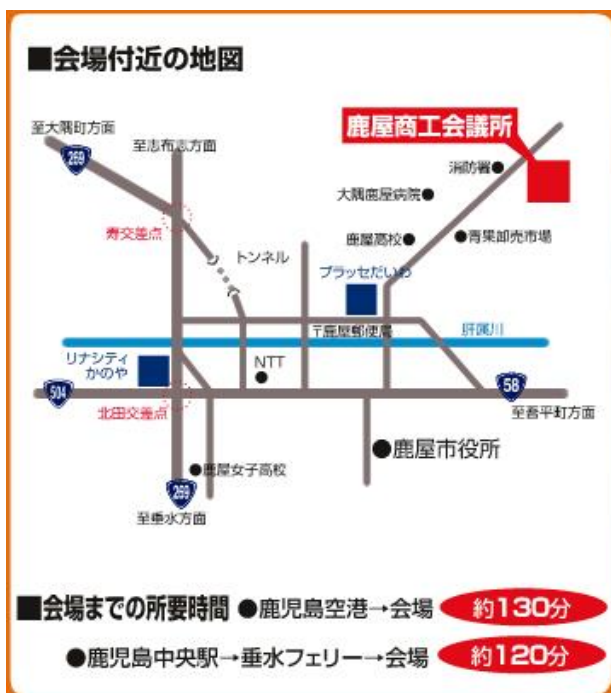 ■会場付近の地図
至大隅町方面
269
至志布志方面
鹿屋商工会議所
消防署●
大隅鹿屋病院●
寿交差点
鹿屋高校●
●青果卸売市場
トンネル
プラッセだいわ
〒鹿屋郵便局
肝属川
リナシティ
かのや
NTT
●
504
58
北田交差点
至吾平町方面
●鹿屋市役所
●鹿屋女子高校
269
至垂水方面
■会場までの所要時間 ●鹿児島空港→会場 約130分
●鹿児島中央駅→垂水フェリー→会場 約120分